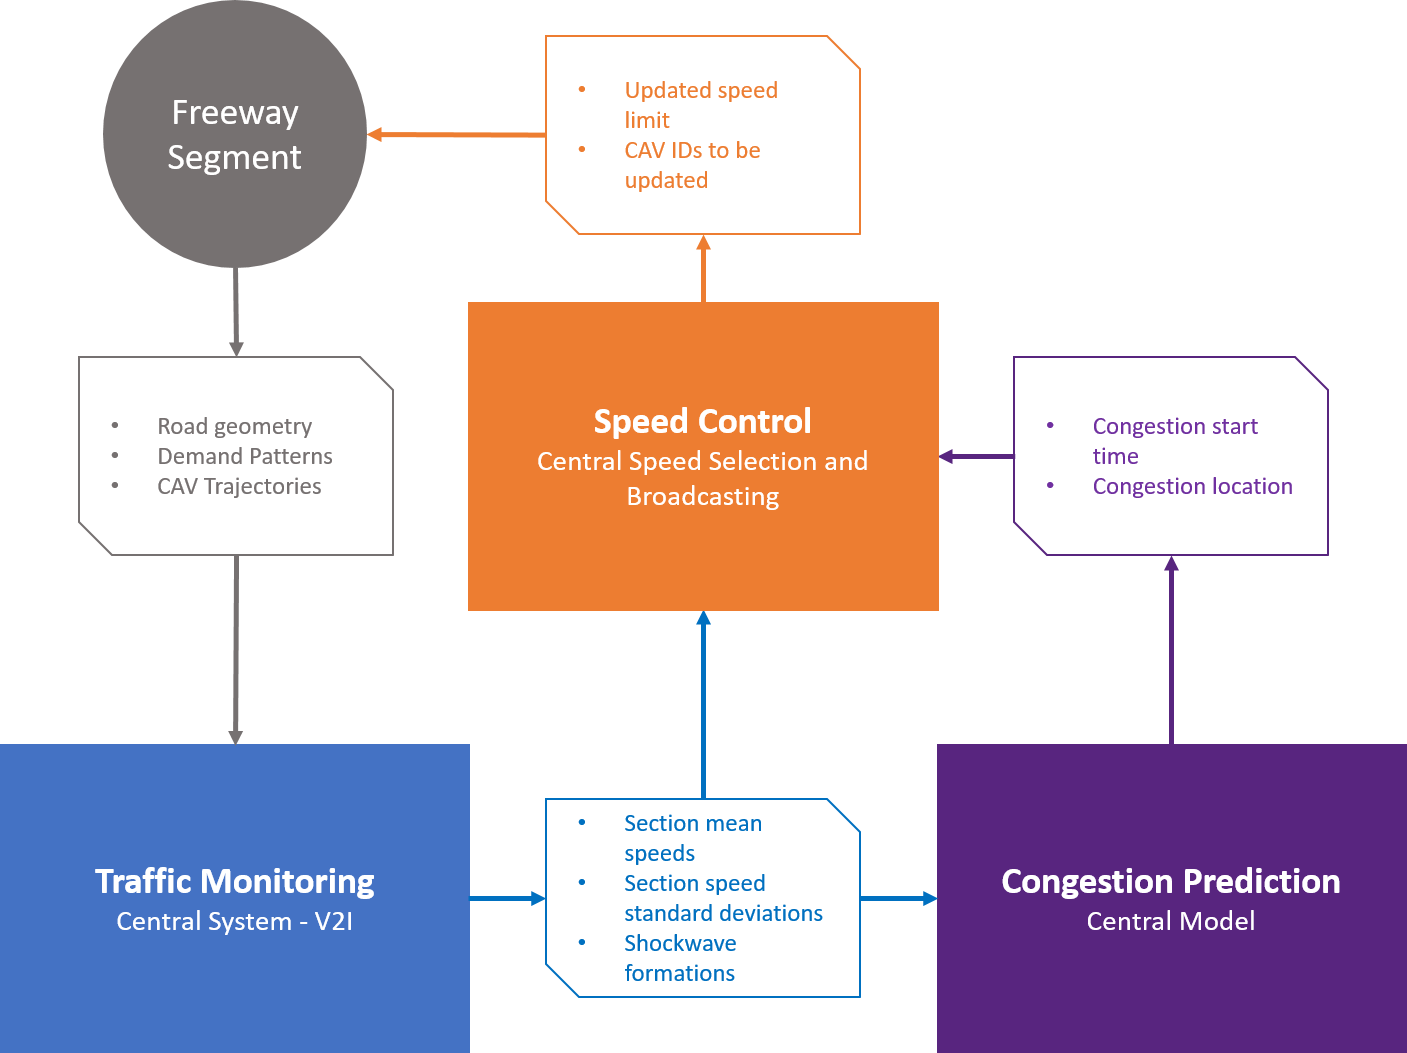 Freeway
Segment
• Updated speed
limit
• CAV IDs to be
updated
• Road geometry
• Demand Patterns
• CAV Trajectories
Speed Control
Central Speed Selection and
Broadcasting
• Congestion start
time
• Congestion location
Traffic Monitoring
Central System - V2I
• Section mean
speeds
• Section speed
standard deviations
• Shockwave
formations
Congestion Prediction
Central Model